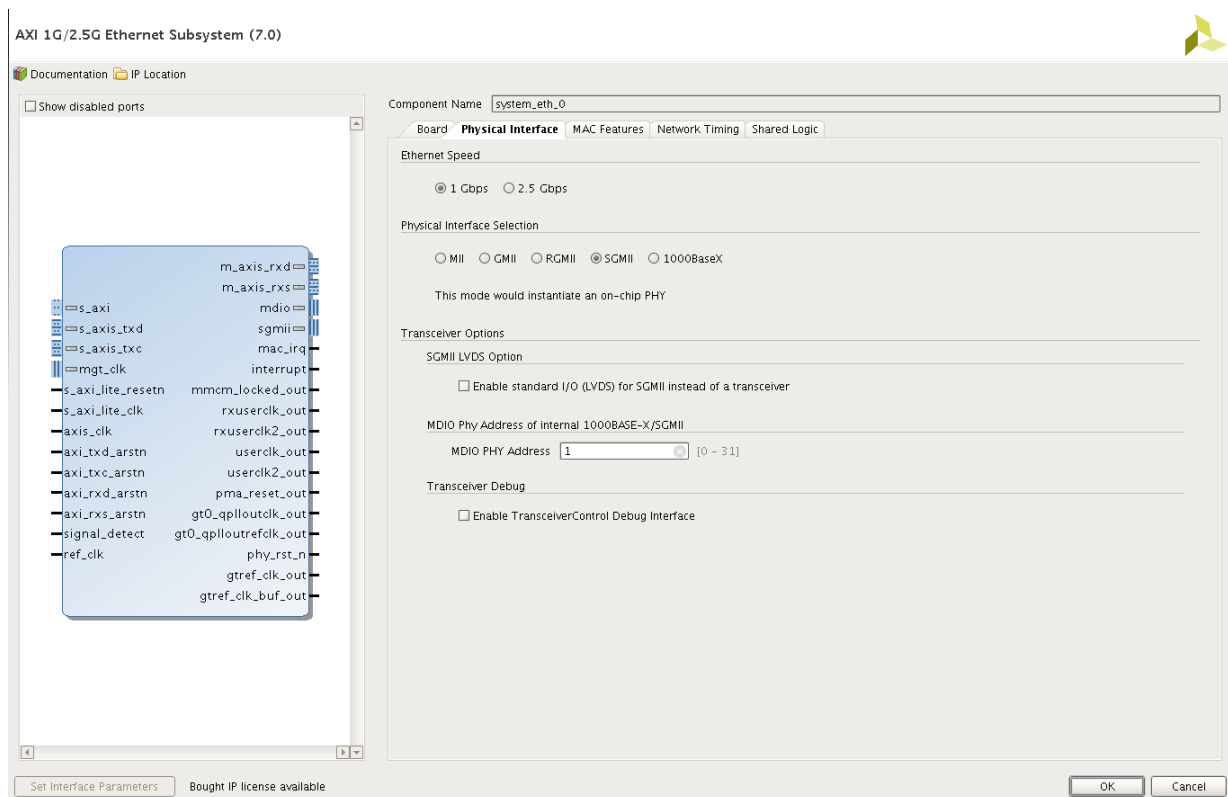 AXI 1G/2.5G Ethernet Subsystem (7.0)
Documentation IP Location
Show disabled ports
m_axis_rxd
m_axis_rxs
s_axi mdio
s_axis_txd sgmii
s_axis_txc mac_irq
mgt_clk interrupt
s_axi_lite_resetn mmcm_locked_out
s_axi_lite_clk rxuserclk_out
axis_clk rxuserclk2_out
axi_txd_arstn userclk_out
axi_txc_arstn userclk2_out
axi_rxd_arstn pma_reset_out
axi_rxs_arstn gt0_qplloutclk_out
signal_detect gt0_qplloutrefclk_out
ref_clk phy_rst_n
gtref_clk_out
gtref_clk_buf_out
Component Name system_eth_0
Board Physical Interface MAC Features Network Timing Shared Logic
Ethernet Speed
1 Gbps 2.5 Gbps
Physical Interface Selection
MII GMII RGMII SGMII 1000BaseX
This mode would instantiate an on-chip PHY
Transceiver Options
SGMII LVDS Option
Enable standard I/O (LVDS) for SGMII instead of a transceiver
MDIO Phy Address of internal 1000BASE-X/SGMII
MDIO PHY Address 1 [0 - 31]
Transceiver Debug
Enable TransceiverControl Debug Interface
Set Interface Parameters Bought IP license available OK Cancel